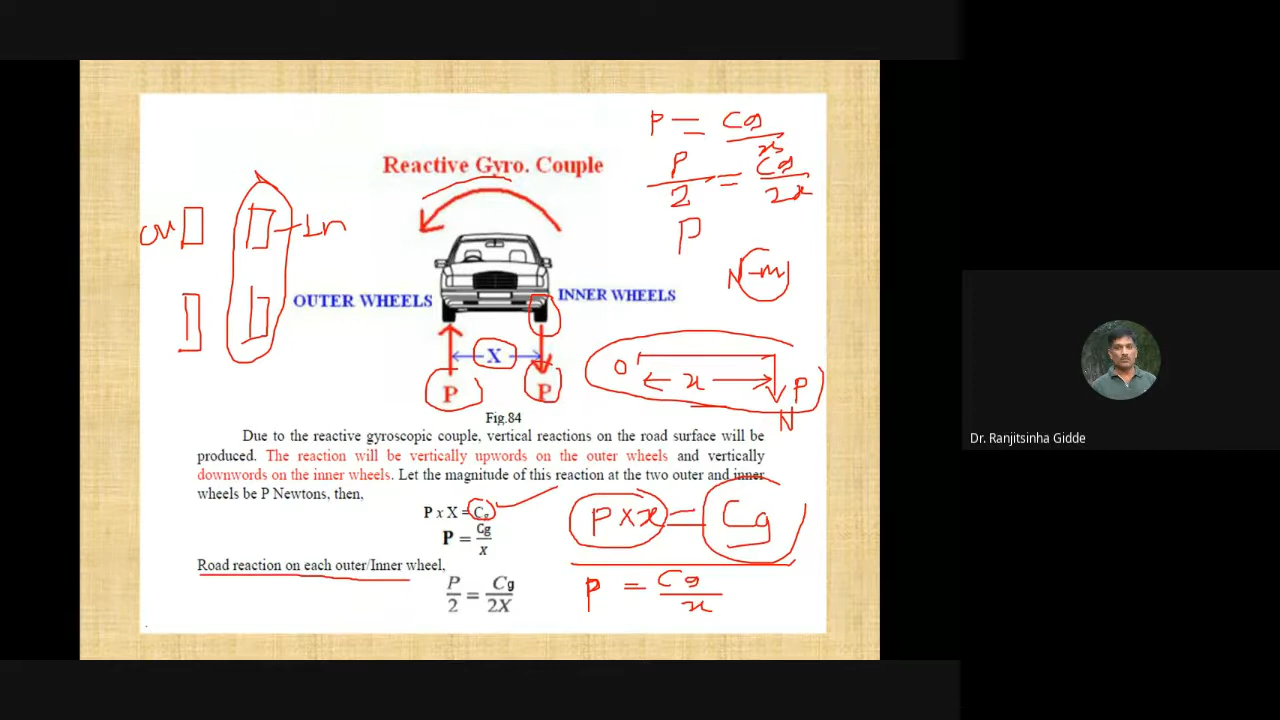 Reactive Gyro. Couple
OUTER WHEELS
INNER WHEELS
X
P
P
Fig.84
Due to the reactive gyroscopic couple, vertical reactions on the road surface will be
produced. The reaction will be vertically upwords on the outer wheels and vertically
downwords on the inner wheels. Let the magnitude of this reaction at the two outer and inner
wheels be P Newtons, then,
P x X = Cg
P = Cg/x
Road reaction on each outer/Inner wheel,
P/2 = Cg/2X
P = Cg/x
P/2 = Cg/2x
P
N-m
In
O
x
P
N
P×x = Cg
P = Cg/x
Dr. Ranjitsinha Gidde